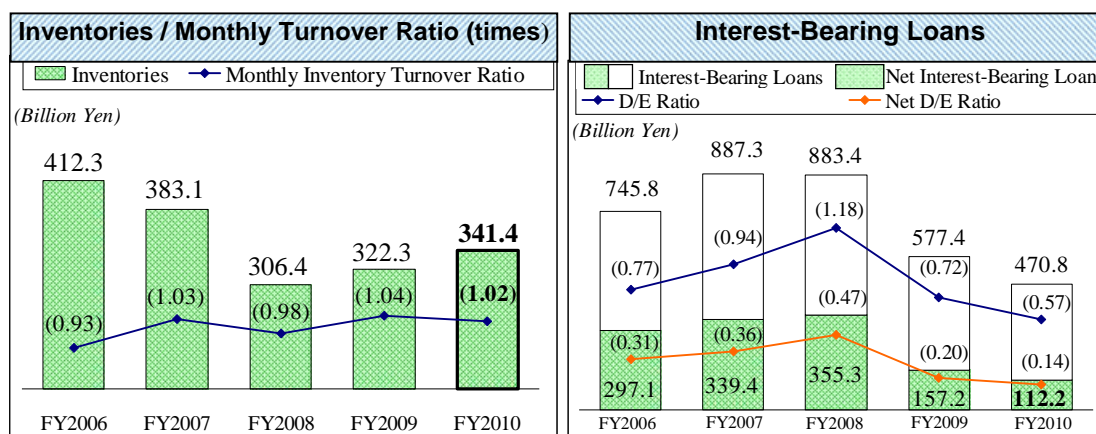 Inventories / Monthly Turnover Ratio (times)
Inventories
Monthly Inventory Turnover Ratio
(Billion Yen)
412.3
383.1
306.4
322.3
341.4
(0.93)
(1.03)
(0.98)
(1.04)
(1.02)
FY2006 FY2007 FY2008 FY2009 FY2010
Interest-Bearing Loans
Interest-Bearing Loans
Net Interest-Bearing Loan
D/E Ratio
Net D/E Ratio
(Billion Yen)
745.8
887.3
883.4
577.4
470.8
(0.77)
(0.94)
(1.18)
(0.72)
(0.57)
(0.31)
(0.36)
(0.47)
(0.20)
(0.14)
297.1
339.4
355.3
157.2
112.2
FY2006 FY2007 FY2008 FY2009 FY2010